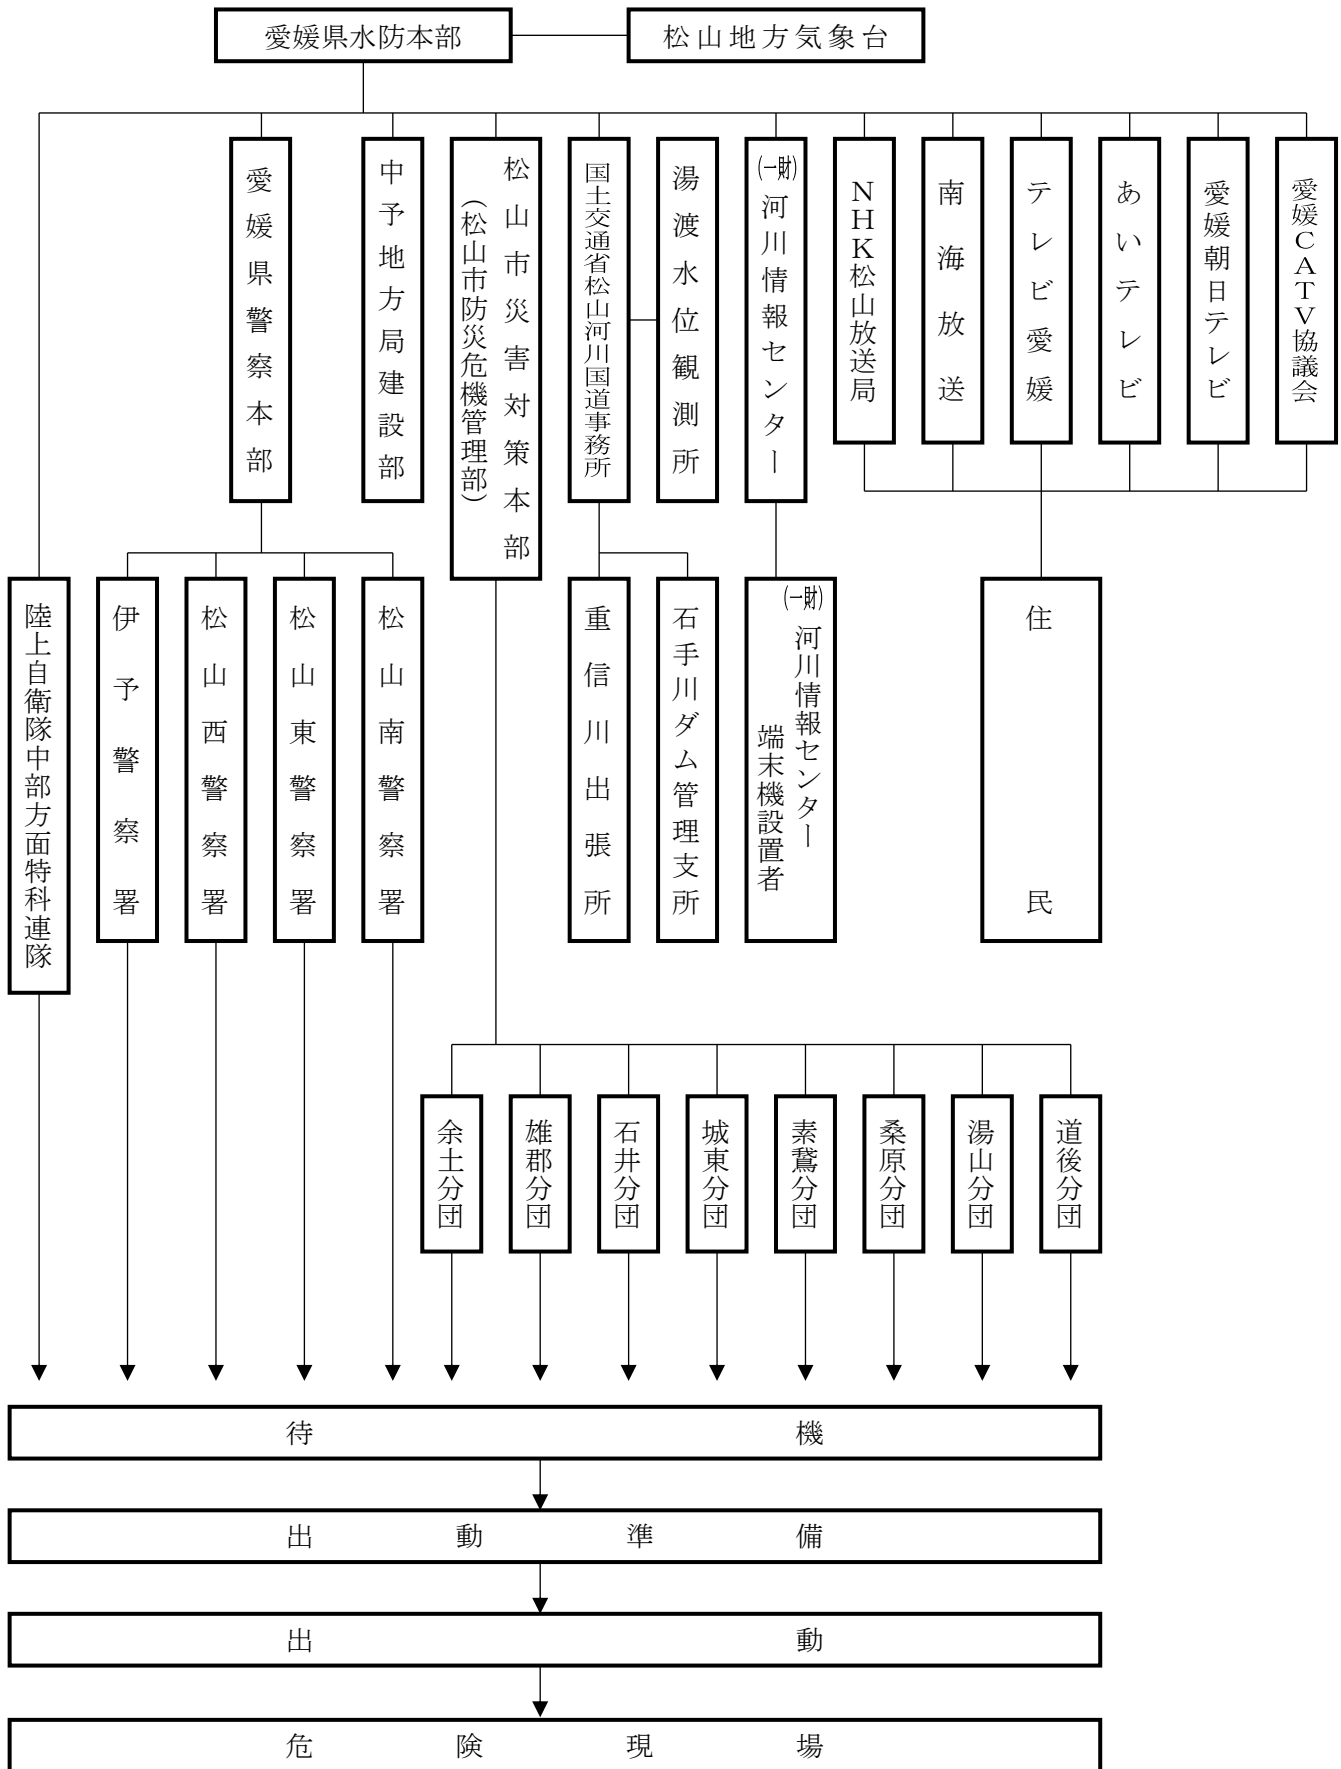 愛媛県水防本部
松山地方気象台
愛媛県警察本部
中予地方局建設部
松山市災害対策本部
（松山市防災危機管理部）
国土交通省松山河川国道事務所
湯渡水位観測所
(一財)河川情報センター
NHK松山放送局
南海放送
テレビ愛媛
あいテレビ
愛媛朝日テレビ
愛媛CATV協議会
陸上自衛隊中部方面特科連隊
伊予警察署
松山西警察署
松山東警察署
松山南警察署
重信川出張所
石手川ダム管理支所
(一財)河川情報センター
端末機設置者
住民
余土分団
雄郡分団
石井分団
城東分団
素鵞分団
桑原分団
湯山分団
道後分団
待機
出動準備
出動
危険現場